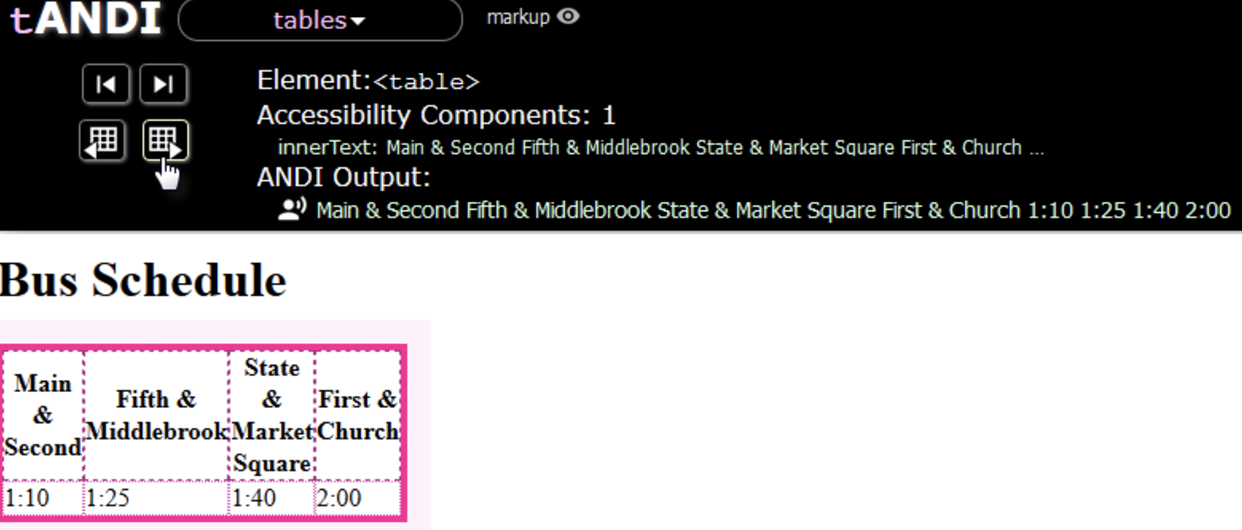 tANDI tables markup
Element:<table>
Accessibility Components: 1
innerText: Main & Second Fifth & Middlebrook State & Market Square First & Church ...
ANDI Output:
Main & Second Fifth & Middlebrook State & Market Square First & Church 1:10 1:25 1:40 2:00
Bus Schedule
Main
&
Second
Fifth &
Middlebrook
State
&
Market
Square
First &
Church
1:10 1:25 1:40 2:00